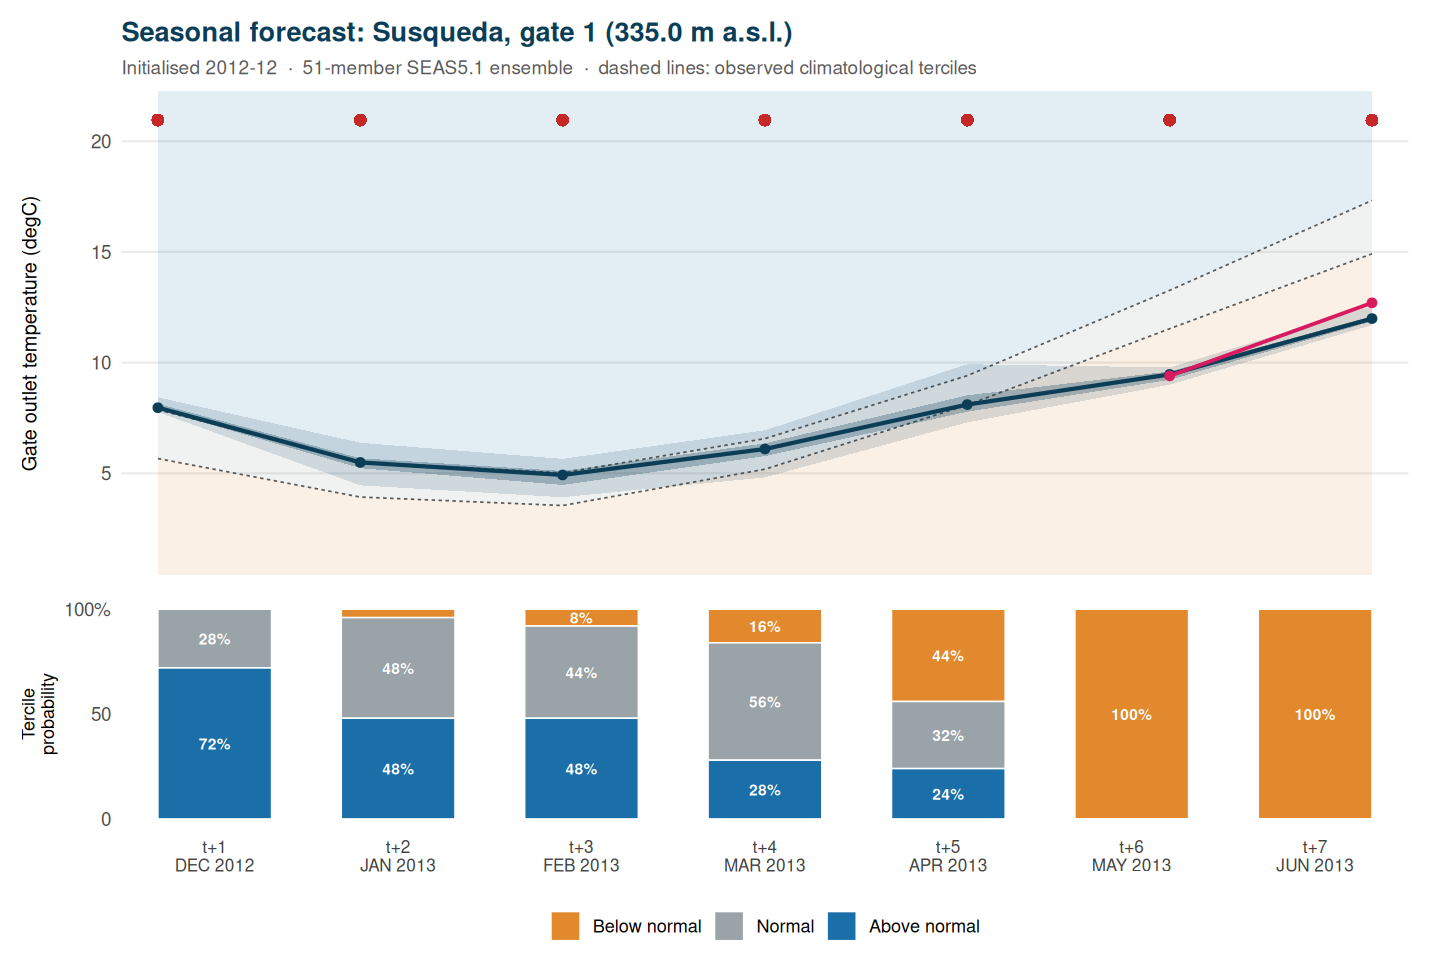 Seasonal forecast: Susqueda, gate 1 (335.0 m a.s.l.)
Initialised 2012-12 · 51-member SEAS5.1 ensemble · dashed lines: observed climatological terciles
Gate outlet temperature (degC)
20
15
10
5
Tercile
probability
100%
50
0
28%
72%
48%
48%
8%
44%
48%
16%
56%
28%
44%
32%
24%
100%
100%
t+1
DEC 2012
t+2
JAN 2013
t+3
FEB 2013
t+4
MAR 2013
t+5
APR 2013
t+6
MAY 2013
t+7
JUN 2013
Below normal
Normal
Above normal